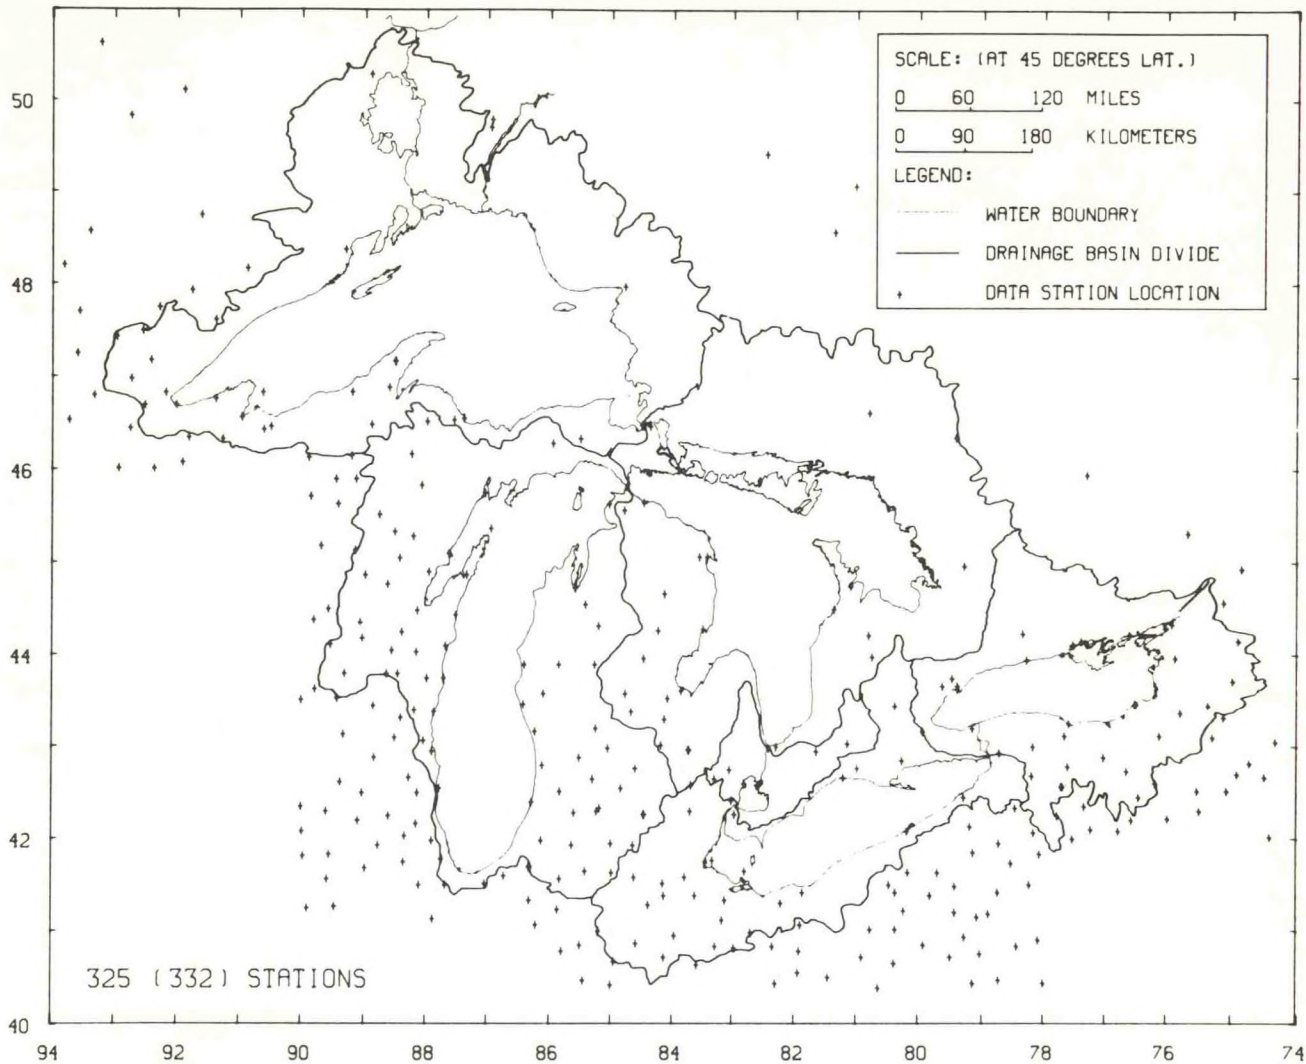 SCALE: (AT 45 DEGREES LAT.)
0 60 120 MILES
0 90 180 KILOMETERS
LEGEND:
WATER BOUNDARY
DRAINAGE BASIN DIVIDE
DATA STATION LOCATION
50
48
46
44
42
325 (332) STATIONS
40
94 92 90 88 86 84 82 80 78 76 74